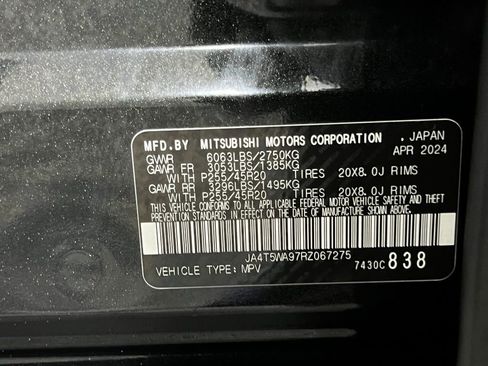 MFD.BY MITSUBISHI MOTORS CORPORATION . JAPAN
GVWR 6063LBS/2750KG APR 2024
GAWR FR 3053LBS/1385KG
WITH P255/45R20 TIRES 20X8.0J RIMS
GAWR RR 3296LBS/1495KG
WITH P255/45R20 TIRES 20X8.0J RIMS
THIS VEHICLE CONFORMS TO ALL APPLICABLE FEDERAL MOTOR VEHICLE SAFETY AND THEFT
PREVENTION STANDARDS IN EFFECT ON THE DATE OF MANUFACTURE SHOWN ABOVE.
JA4T5WA97RZ067275
VEHICLE TYPE: MPV 7430C 838